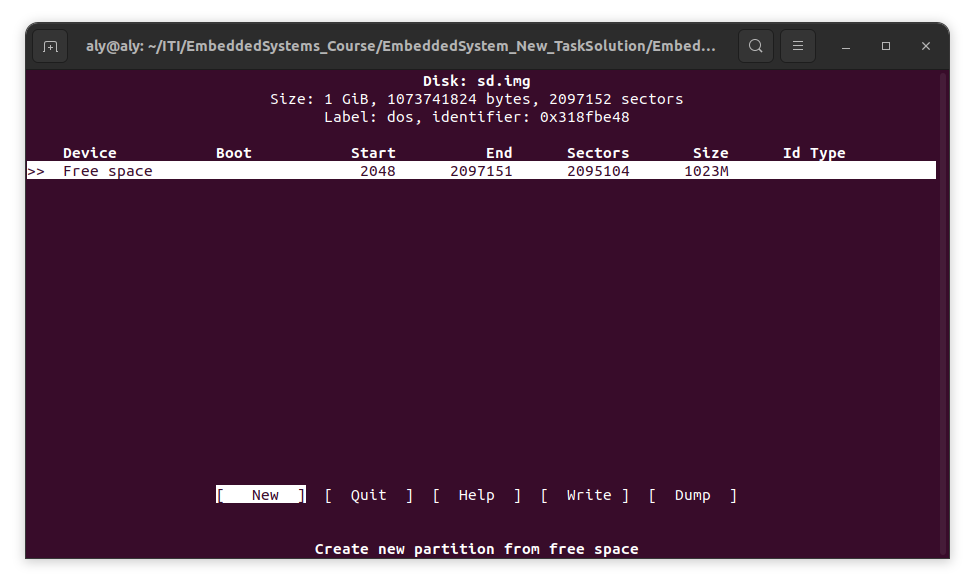 aly@aly: ~/ITI/EmbeddedSystems_Course/EmbeddedSystem_New_TaskSolution/Embed...
Disk: sd.img
Size: 1 GiB, 1073741824 bytes, 2097152 sectors
Label: dos, identifier: 0x318fbe48
Device Boot Start End Sectors Size Id Type
>> Free space 2048 2097151 2095104 1023M
[ New ] [ Quit ] [ Help ] [ Write ] [ Dump ]
Create new partition from free space